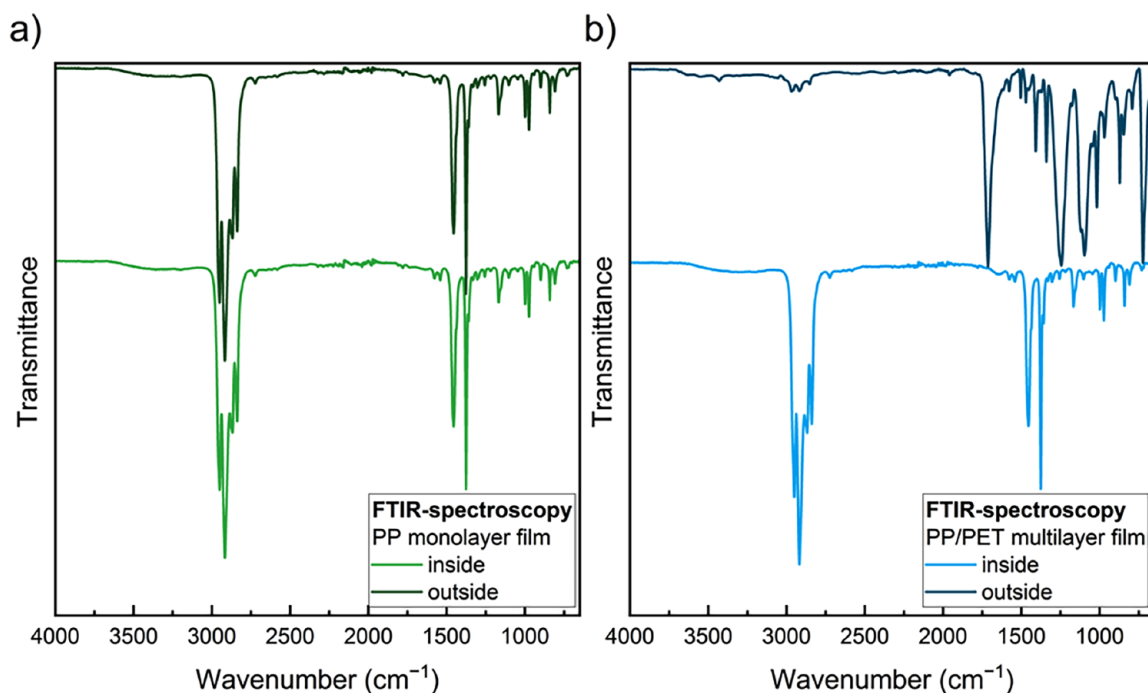 a)
Transmittance
FTIR-spectroscopy
PP monolayer film
inside
outside
4000 3500 3000 2500 2000 1500 1000
Wavenumber (cm⁻¹)
b)
Transmittance
FTIR-spectroscopy
PP/PET multilayer film
inside
outside
4000 3500 3000 2500 2000 1500 1000
Wavenumber (cm⁻¹)